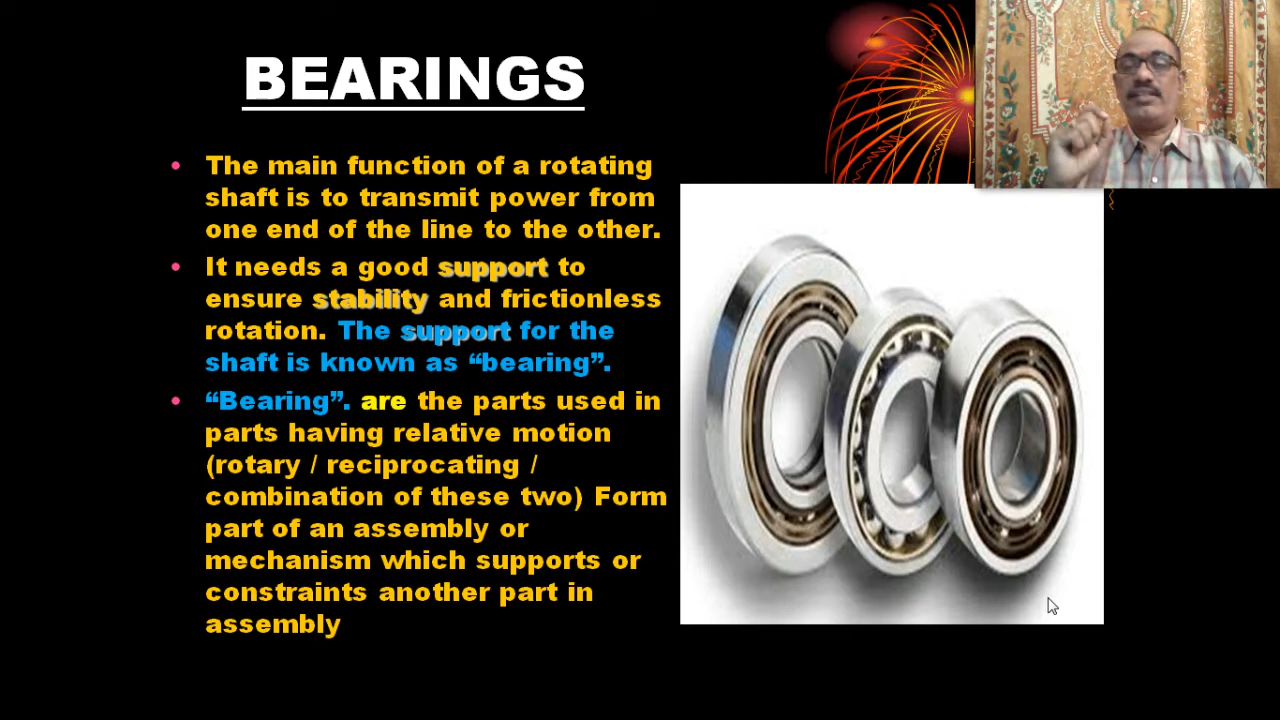 BEARINGS
• The main function of a rotating
shaft is to transmit power from
one end of the line to the other.
• It needs a good support to
ensure stability and frictionless
rotation. The support for the
shaft is known as “bearing”.
• “Bearing”. are the parts used in
parts having relative motion
(rotary / reciprocating /
combination of these two) Form
part of an assembly or
mechanism which supports or
constraints another part in
assembly